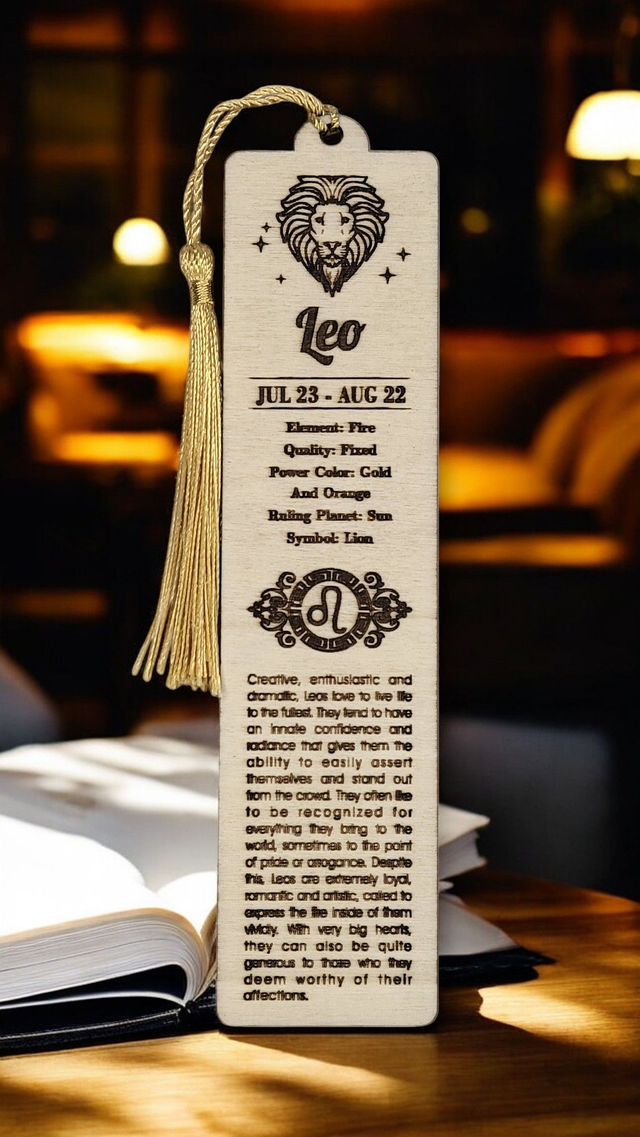 Leo
JUL 23 - AUG 22
Element: Fire
Quality: Fixed
Power Color: Gold
And Orange
Ruling Planet: Sun
Symbol: Lion
Creative, enthusiastic and
dramatic, Leos love to live life
to the fullest. They tend to have
an innate confidence and
radiance that gives them the
ability to easily assert
themselves and stand out
from the crowd. They often like
to be recognized for
everything they bring to the
world, sometimes to the point
of pride or arrogance. Despite
this, Leos are extremely loyal,
romantic and artistic, called to
express the fire inside of them
vividly. With very big hearts,
they can also be quite
generous to those who they
deem worthy of their
affections.